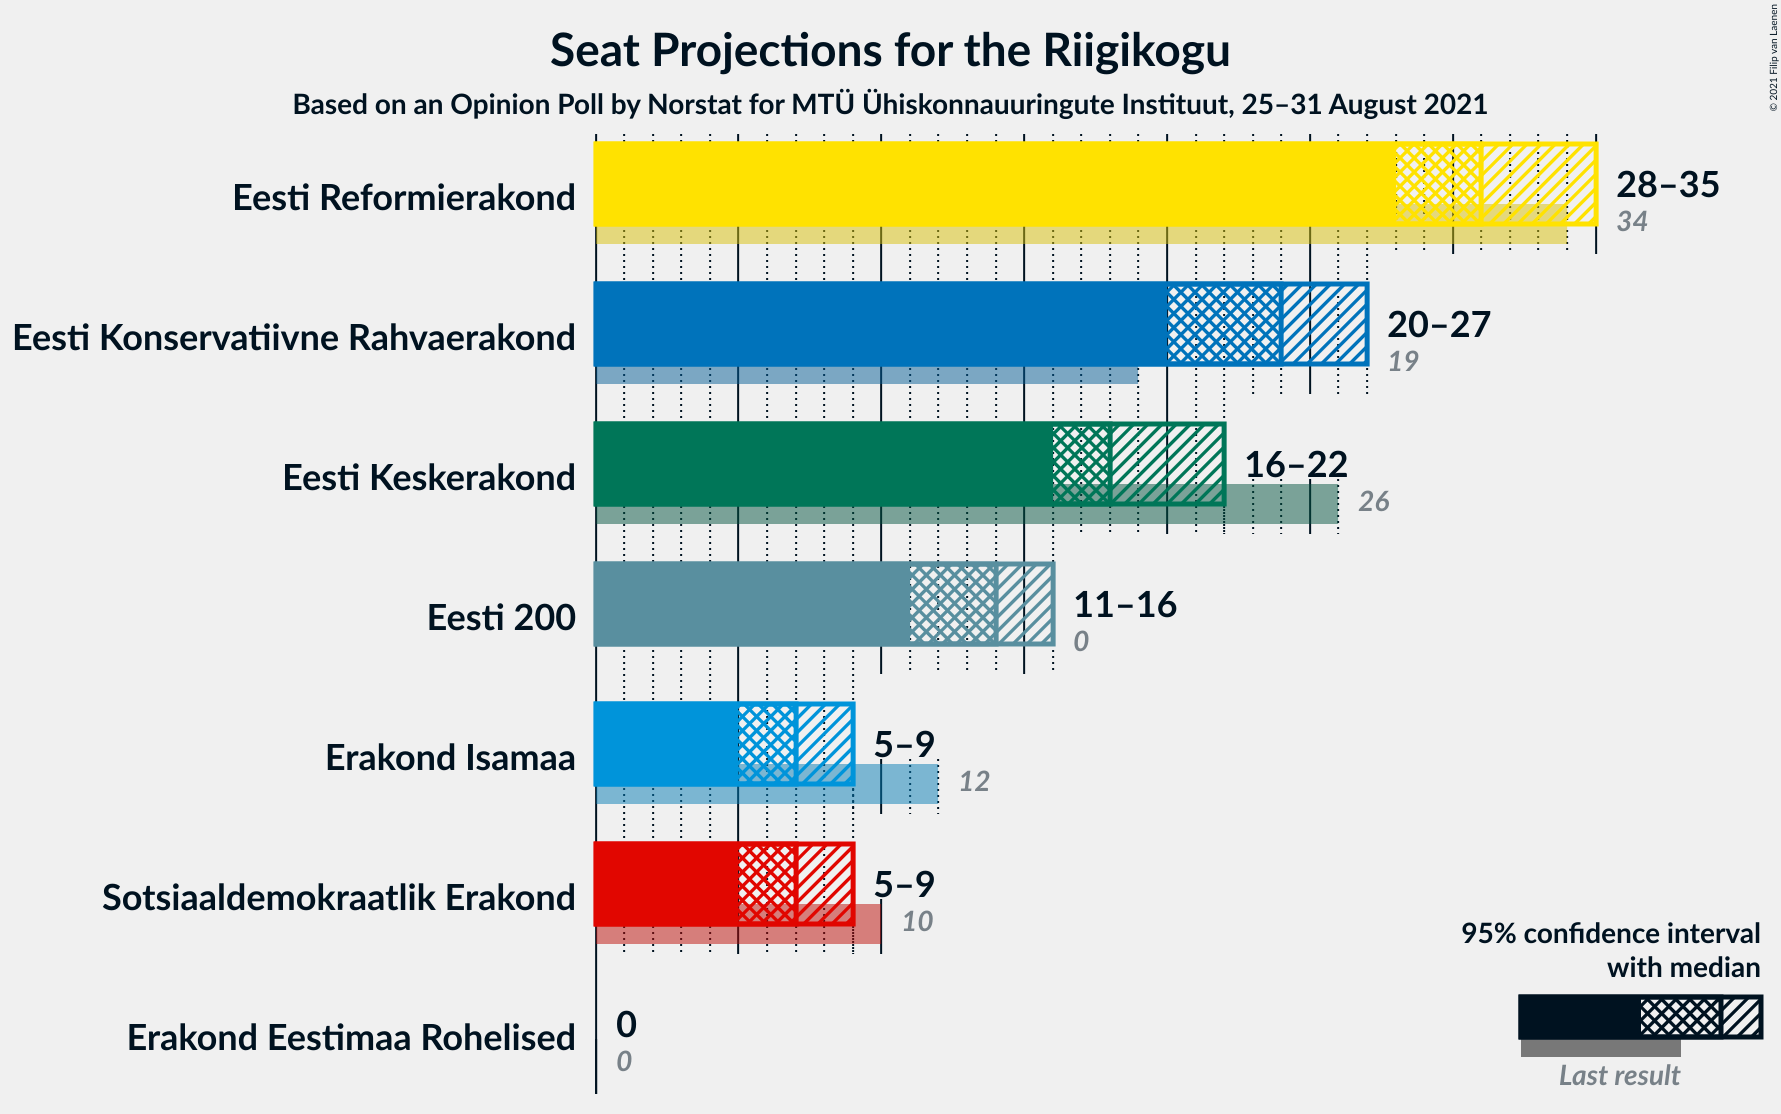 Seat Projections for the Riigikogu
Based on an Opinion Poll by Norstat for MTÜ Ühiskonnauuringute Instituut, 25–31 August 2021
© 2021 Filip van Laenen
Eesti Reformierakond
28–35
34
Eesti Konservatiivne Rahvaerakond
20–27
19
Eesti Keskerakond
16–22
26
Eesti 200
11–16
0
Erakond Isamaa
5–9
12
Sotsiaaldemokraatlik Erakond
5–9
10
Erakond Eestimaa Rohelised
0
0
95% confidence interval
with median
Last result